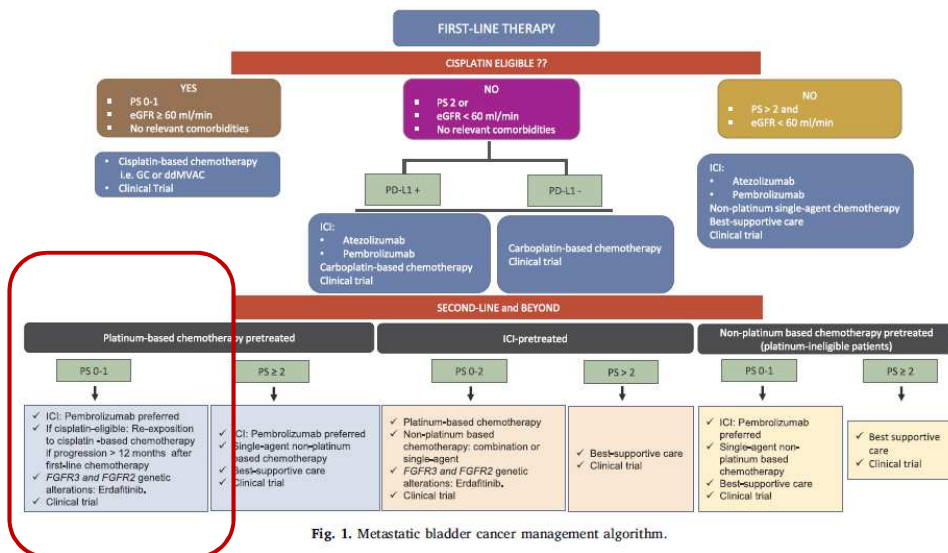 FIRST-LINE THERAPY
CISPLATIN ELIGIBLE ??
YES
▪ PS 0-1
▪ eGFR ≥ 60 ml/min
▪ No relevant comorbidities
NO
▪ PS 2 or
▪ eGFR < 60 ml/min
▪ No relevant comorbidities
NO
▪ PS > 2 and
▪ eGFR < 60 ml/min
• Cisplatin-based chemotherapy
i.e. GC or ddMVAC
• Clinical Trial
PD-L1 +
PD-L1 -
ICI:
• Atezolizumab
• Pembrolizumab
Carboplatin-based chemotherapy
Clinical trial
Carboplatin-based chemotherapy
Clinical trial
ICI:
• Atezolizumab
• Pembrolizumab
Non-platinum single-agent chemotherapy
Best-supportive care
Clinical trial
SECOND-LINE and BEYOND
Platinum-based chemotherapy pretreated
ICI-pretreated
Non-platinum based chemotherapy pretreated
(platinum-ineligible patients)
PS 0-1
PS ≥ 2
PS 0-2
PS > 2
PS 0-1
PS ≥ 2
✓ ICI: Pembrolizumab preferred
✓ If cisplatin-eligible: Re-exposition
to cisplatin -based chemotherapy
if progression > 12 months after
first-line chemotherapy
✓ FGFR3 and FGFR2 genetic
alterations: Erdafitinib.
✓ Clinical trial
✓ ICI: Pembrolizumab preferred
✓ Single-agent non-platinum
based chemotherapy
✓ Best-supportive care
✓ Clinical trial
✓ Platinum-based chemotherapy
✓ Non-platinum based
chemotherapy: combination or
single-agent
✓ FGFR3 and FGFR2 genetic
alterations: Erdafitinib.
✓ Clinical trial
✓ Best-supportive care
✓ Clinical trial
✓ ICI: Pembrolizumab
preferred
✓ Single-agent non-
platinum based
chemotherapy
✓ Best-supportive care
✓ Clinical trial
✓ Best supportive
care
✓ Clinical trial
Fig. 1. Metastatic bladder cancer management algorithm.